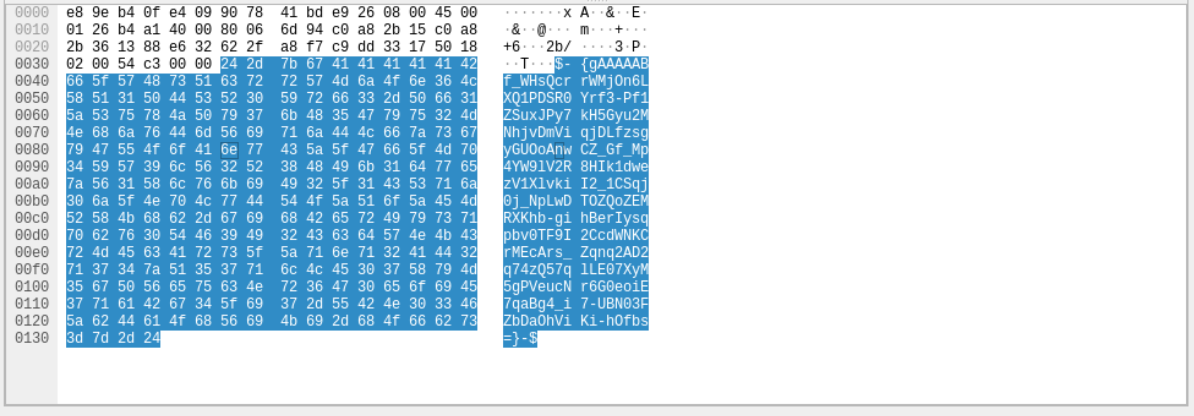 0000 e8 9e b4 0f e4 09 90 78 41 bd e9 26 08 00 45 00 ·······x A··&··E·
0010 01 26 b4 a1 40 00 80 06 6d 94 c0 a8 2b 15 c0 a8 ·&··@··· m···+···
0020 2b 36 13 88 e6 32 62 2f a8 f7 c9 dd 33 17 50 18 +6···2b/ ····3·P·
0030 02 00 54 c3 00 00 24 2d 7b 67 41 41 41 41 41 42 ··T···$- {gAAAAAB
0040 66 5f 57 48 73 51 63 72 72 57 4d 6a 4f 6e 36 4c f_WHsQcr rWMjOn6L
0050 58 51 31 50 44 53 52 30 59 72 66 33 2d 50 66 31 XQ1PDSR0 Yrf3-Pf1
0060 5a 53 75 78 4a 50 79 37 6b 48 35 47 79 75 32 4d ZSuxJPy7 kH5Gyu2M
0070 4e 68 6a 76 44 6d 56 69 71 6a 44 4c 66 7a 73 67 NhjvDmVi qjDLfzsg
0080 79 47 55 4f 6f 41 6e 77 43 5a 5f 47 66 5f 4d 70 yGUOoAnw CZ_Gf_Mp
0090 34 59 57 39 6c 56 32 52 38 48 49 6b 31 64 77 65 4YW9lV2R 8HIk1dwe
00a0 7a 56 31 58 6c 76 6b 69 49 32 5f 31 43 53 71 6a zV1Xlvki I2_1CSqj
00b0 30 6a 5f 4e 70 4c 77 44 54 4f 5a 51 6f 5a 45 4d 0j_NpLwD TOZQoZEM
00c0 52 58 4b 68 62 2d 67 69 68 42 65 72 49 79 73 71 RXKhb-gi hBerIysq
00d0 70 62 76 30 54 46 39 49 32 43 63 64 57 4e 4b 43 pbv0TF9I 2CcdWNKC
00e0 72 4d 45 63 41 72 73 5f 5a 71 6e 71 32 41 44 32 rMEcArs_ Zqnq2AD2
00f0 71 37 34 7a 51 35 37 71 6c 4c 45 30 37 58 79 4d q74zQ57q lLE07XyM
0100 35 67 50 56 65 75 63 4e 72 36 47 30 65 6f 69 45 5gPVeucN r6G0eoiE
0110 37 71 61 42 67 34 5f 69 37 2d 55 42 4e 30 33 46 7qaBg4_i 7-UBN03F
0120 5a 62 44 61 4f 68 56 69 4b 69 2d 68 4f 66 62 73 ZbDaOhVi Ki-hOfbs
0130 3d 7d 2d 24 =}-$